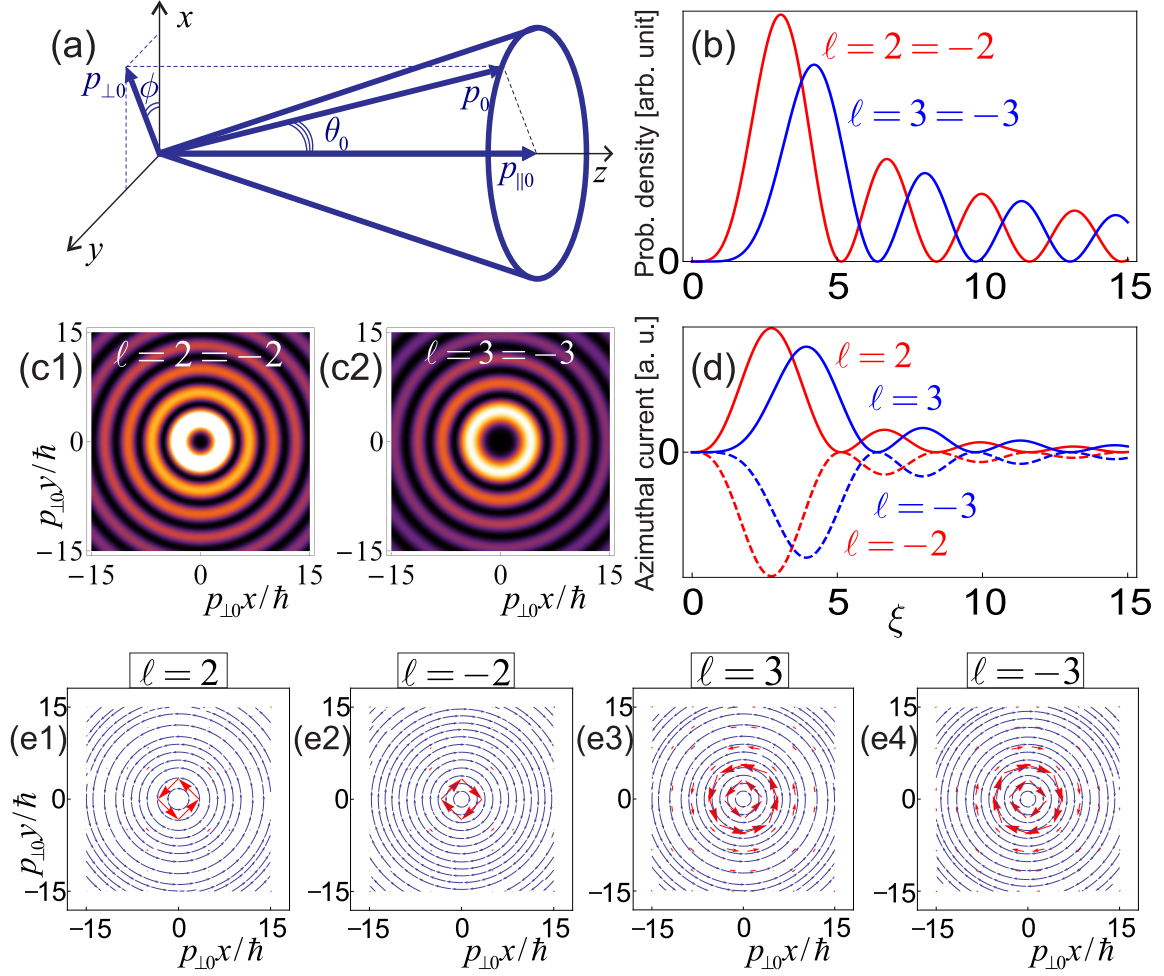 (a)
x
y
z
p⊥0
ϕ
p0
θ0
p∥0
(b)
Prob. density [arb. unit]
ℓ = 2 = −2
ℓ = 3 = −3
0
0 5 10 15
(c1)
ℓ = 2 = −2
p⊥0y/ħ
15
0
−15
−15 0 15
p⊥0x/ħ
(c2)
ℓ = 3 = −3
15
0
−15
−15 0 15
p⊥0x/ħ
(d)
Azimuthal current [a. u.]
ℓ = 2
ℓ = 3
ℓ = −3
ℓ = −2
0
0 5 10 15
ξ
ℓ = 2
(e1)
p⊥0y/ħ
15
0
−15
−15 0 15
p⊥0x/ħ
ℓ = −2
(e2)
15
0
−15
−15 0 15
p⊥0x/ħ
ℓ = 3
(e3)
15
0
−15
−15 0 15
p⊥0x/ħ
ℓ = −3
(e4)
15
0
−15
−15 0 15
p⊥0x/ħ